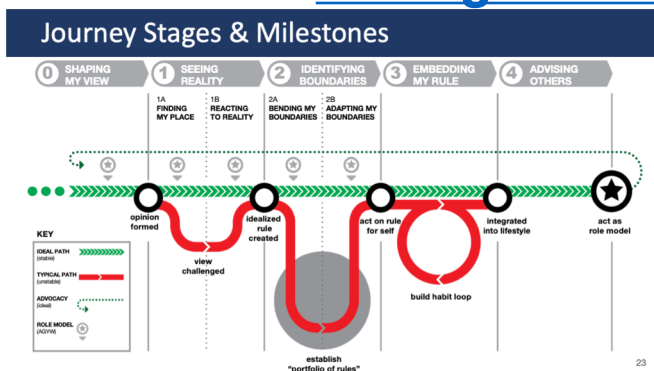 Journey Stages & Milestones
0 SHAPING
MY VIEW
1 SEEING
REALITY
2 IDENTIFYING
BOUNDARIES
3 EMBEDDING
MY RULE
4 ADVISING
OTHERS
1A
FINDING
MY PLACE
1B
REACTING
TO REALITY
2A
BENDING MY
BOUNDARIES
2B
ADAPTING MY
BOUNDARIES
opinion
formed
view
challenged
idealized
rule
created
establish
"portfolio of rules"
act on rule
for self
build habit loop
integrated
into lifestyle
act as
role model
KEY
IDEAL PATH
(stable)
TYPICAL PATH
(unstable)
ADVOCACY
(ideal)
ROLE MODEL
(AGYW)
23